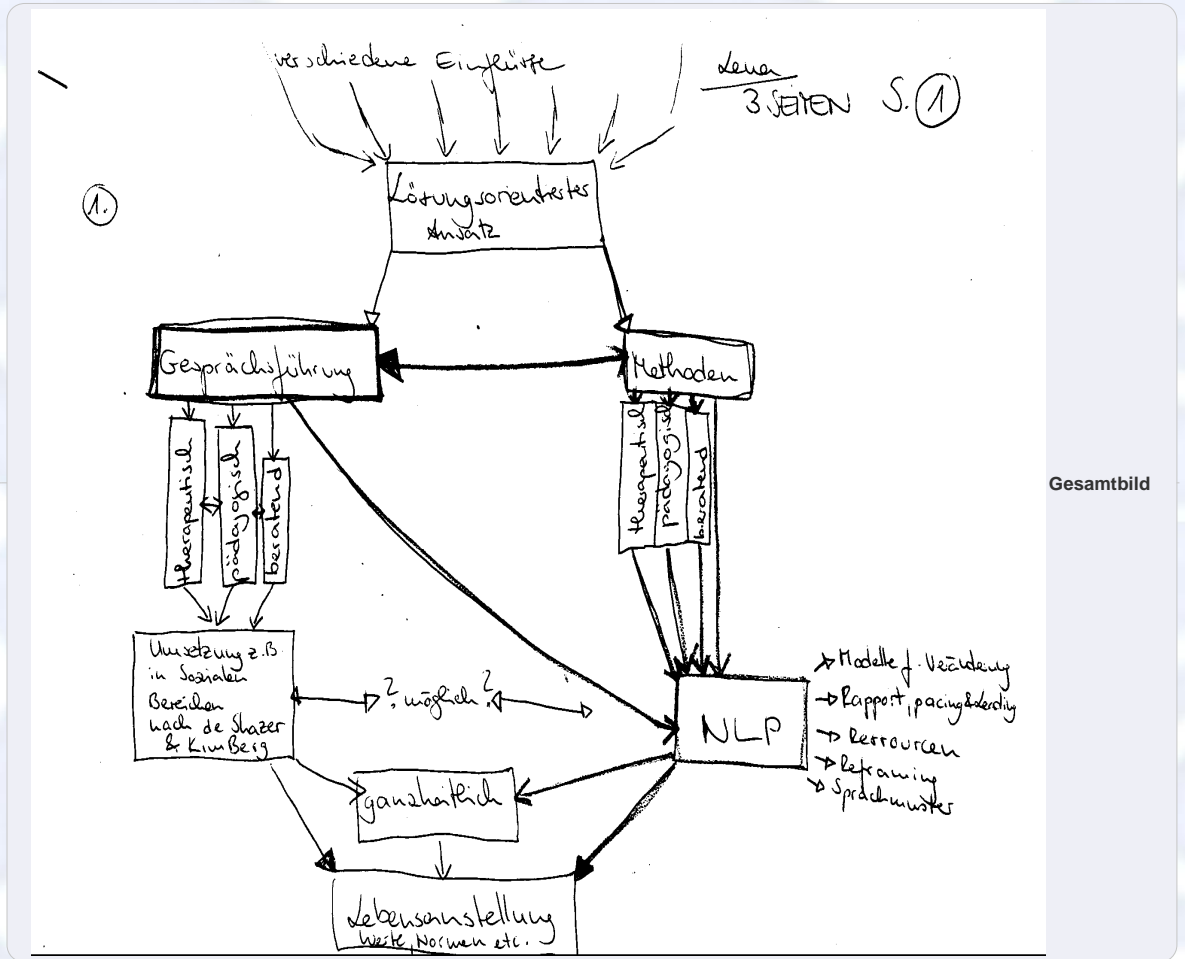 verschiedene Einflüsse
Lena
3 SEITEN S. 1
1.
Lösungsorientierter
Ansatz
Gesprächsführung
Methoden
therapeutisch
pädagogisch
beratend
therapeutisch
pädagogisch
beratend
Umsetzung z.B.
in Sozialen
Bereichen
nach de Shazer
& Kim Berg
? möglich ?
NLP
Modelle f. Veränderung
Rapport, pacing & leading
Ressourcen
Reframing
Sprachmuster
ganzheitlich
Lebenseinstellung
Werte, Normen etc.
Gesamtbild